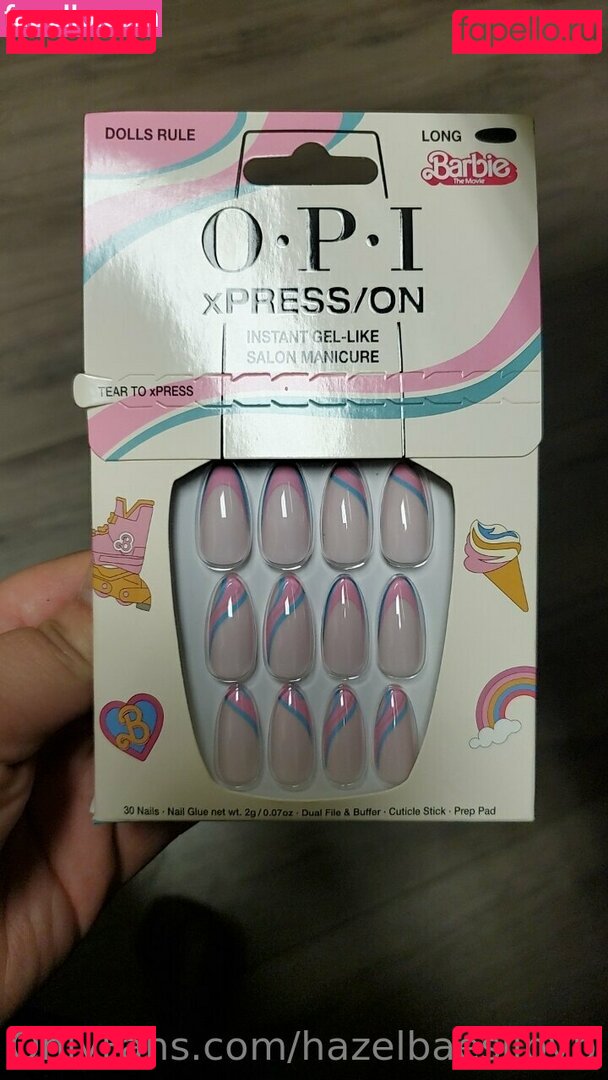 fapello.ru
fapello.ru
DOLLS RULE
LONG
Barbie
The Movie
O·P·I
xPRESS/ON
INSTANT GEL-LIKE
SALON MANICURE
TEAR TO xPRESS
B
30 Nails · Nail Glue net wt. 2g / 0.07oz · Dual File & Buffer · Cuticle Stick · Prep Pad
fapello.ru
fapello.ru